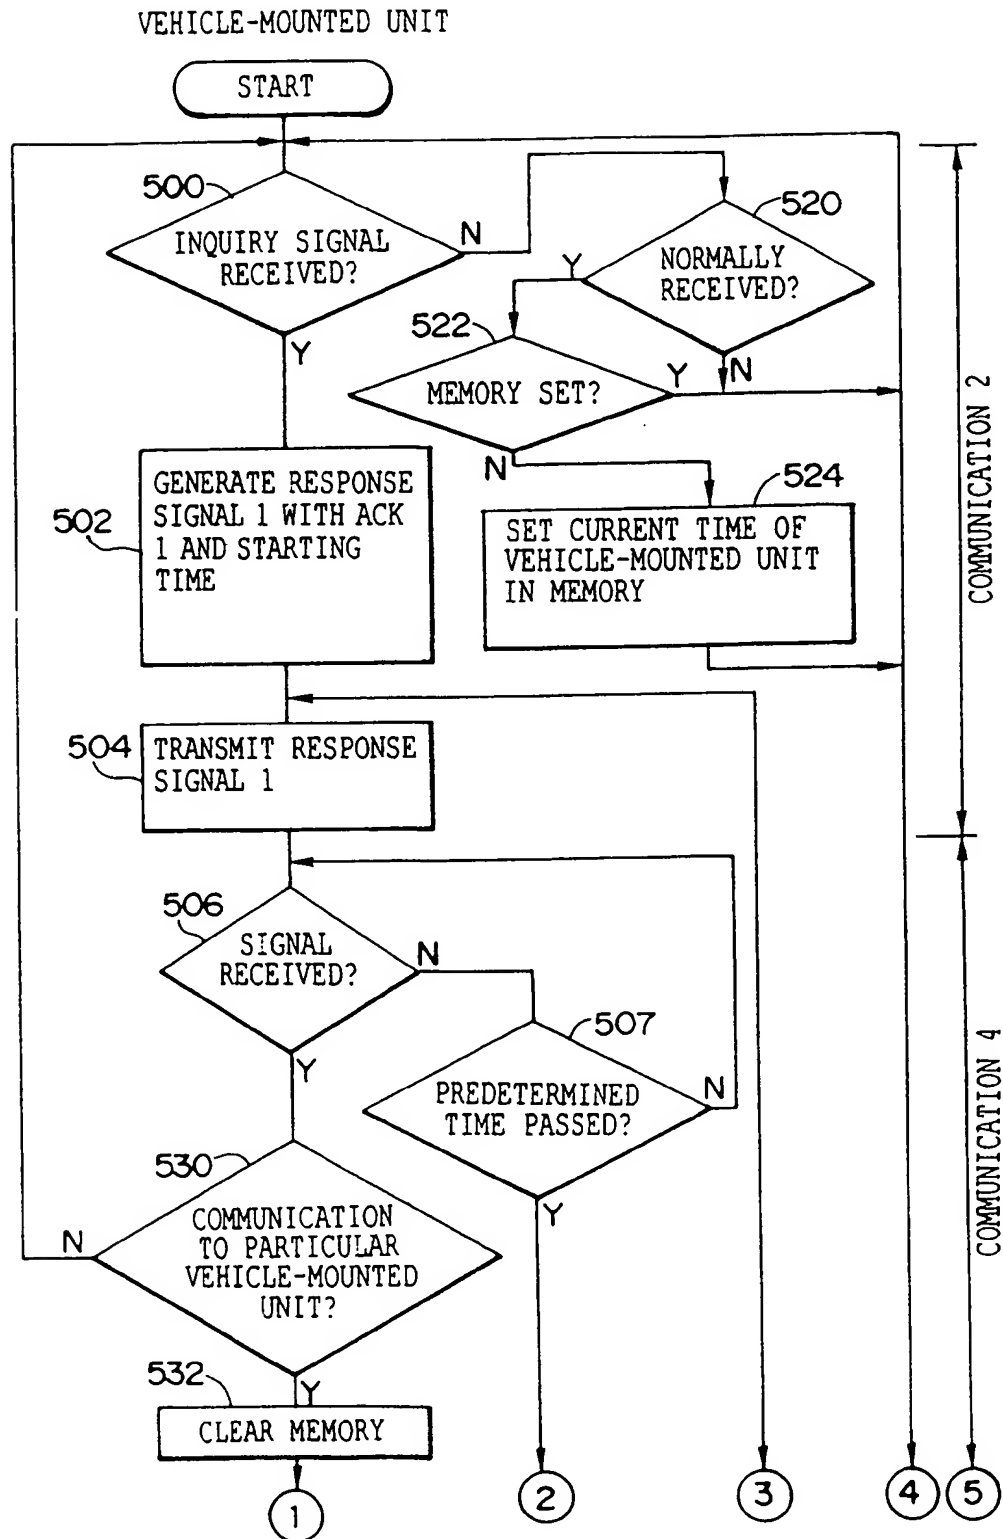 VEHICLE-MOUNTED UNIT
START
500
INQUIRY SIGNAL
RECEIVED?
N
Y
520
NORMALLY
RECEIVED?
Y
N
522
MEMORY SET?
Y
N
524
SET CURRENT TIME OF
VEHICLE-MOUNTED UNIT
IN MEMORY
502
GENERATE RESPONSE
SIGNAL 1 WITH ACK
1 AND STARTING
TIME
504
TRANSMIT RESPONSE
SIGNAL 1
COMMUNICATION 2
506
SIGNAL
RECEIVED?
N
Y
507
PREDETERMINED
TIME PASSED?
N
Y
530
COMMUNICATION
TO PARTICULAR
VEHICLE-MOUNTED
UNIT?
N
Y
532
CLEAR MEMORY
COMMUNICATION 4
1
2
3
4
5